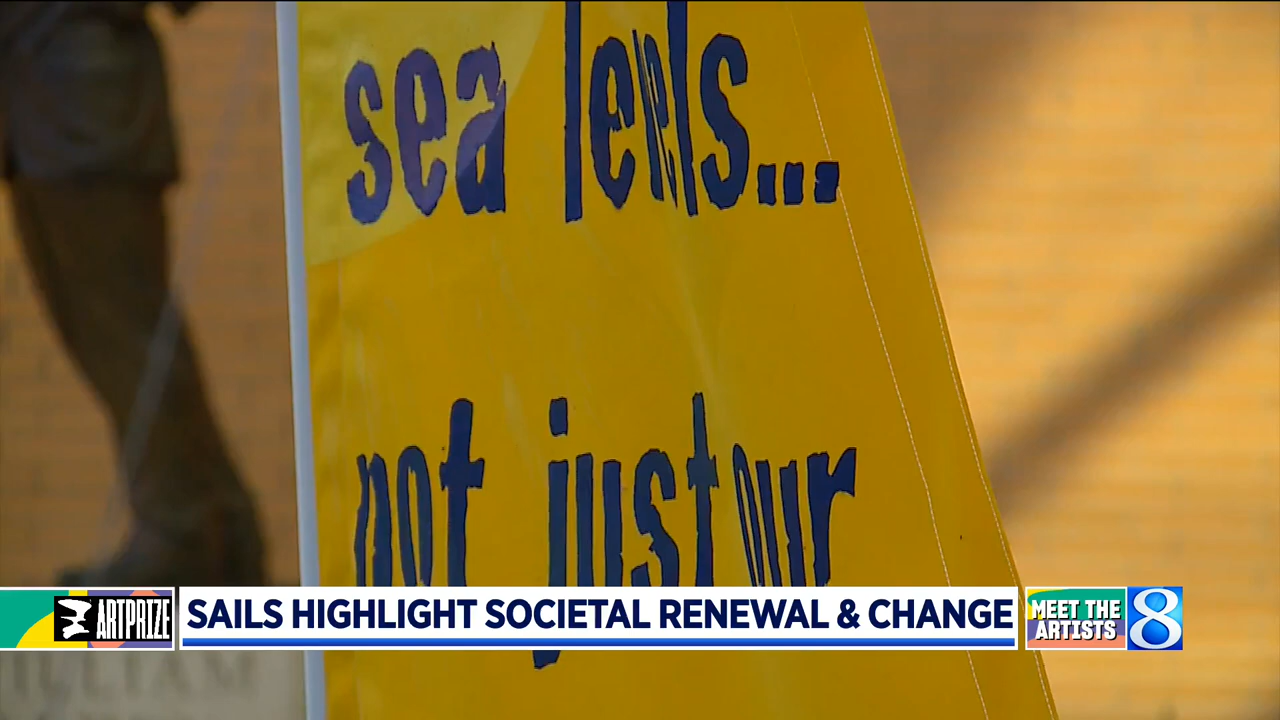 sea levels...
not just our
ARTPRIZE
SAILS HIGHLIGHT SOCIETAL RENEWAL & CHANGE
MEET THE
ARTISTS
8